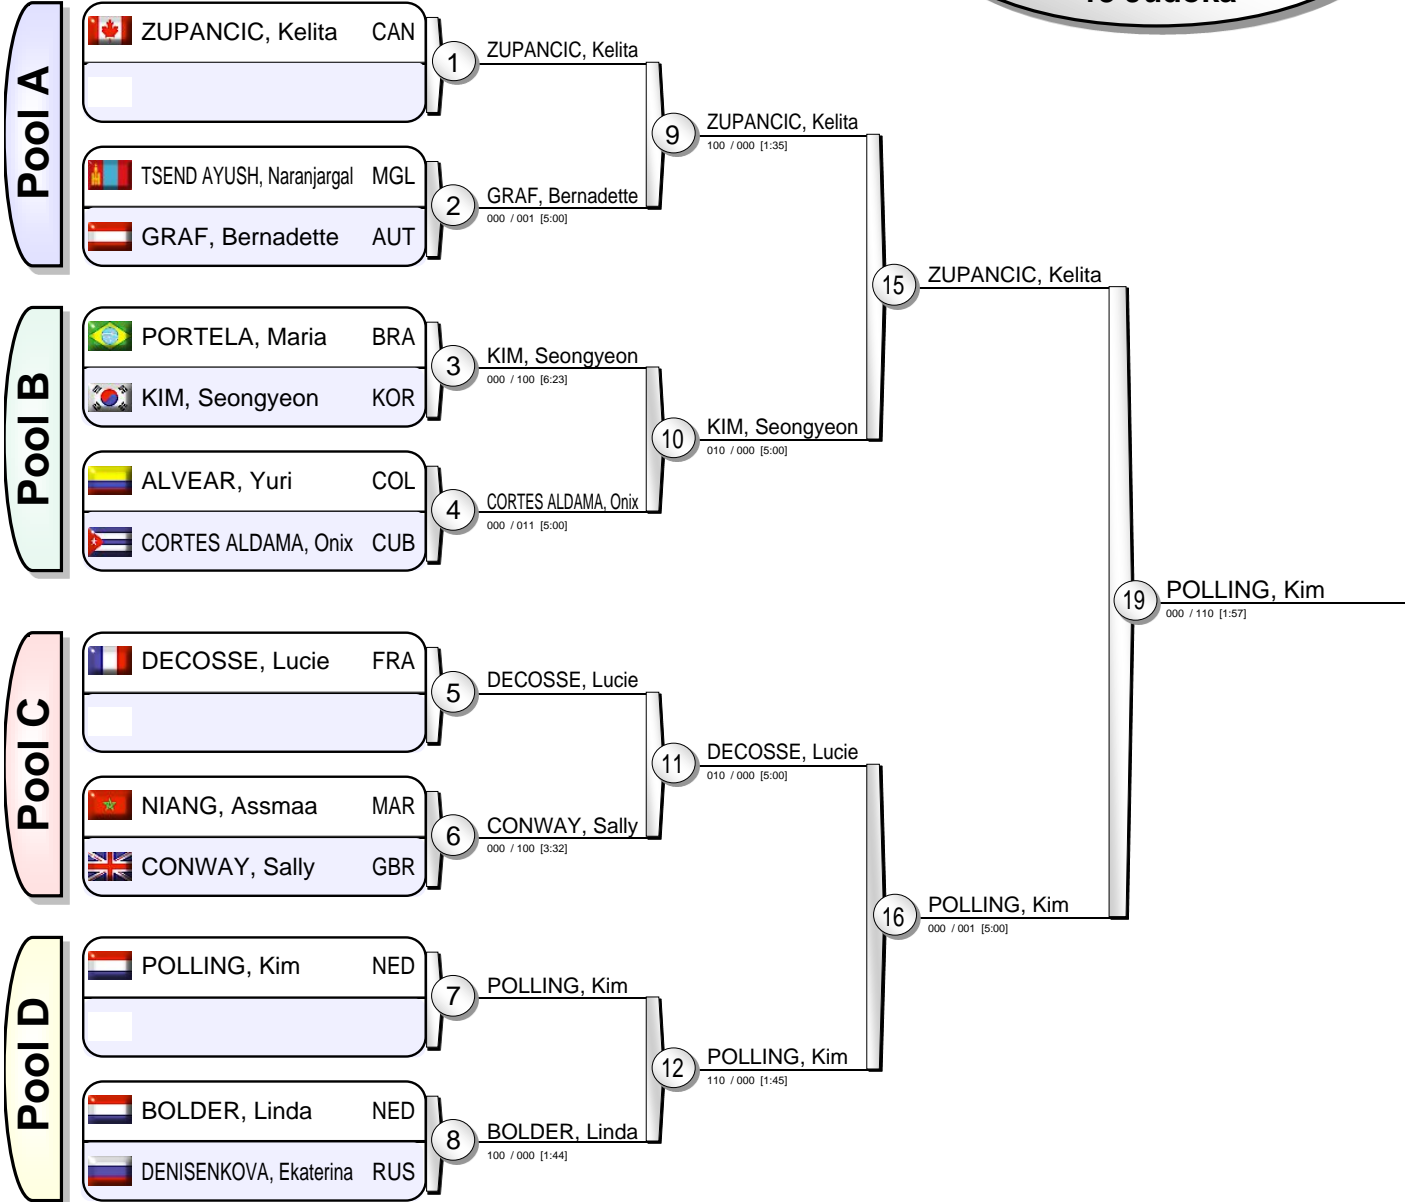 13 Judoka
Pool A
ZUPANCIC, Kelita CAN
TSEND AYUSH, Naranjargal MGL
GRAF, Bernadette AUT
1
ZUPANCIC, Kelita
2
GRAF, Bernadette
000 / 001 [5:00]
9
ZUPANCIC, Kelita
100 / 000 [1:35]
Pool B
PORTELA, Maria BRA
KIM, Seongyeon KOR
ALVEAR, Yuri COL
CORTES ALDAMA, Onix CUB
3
KIM, Seongyeon
000 / 100 [6:23]
4
CORTES ALDAMA, Onix
000 / 011 [5:00]
10
KIM, Seongyeon
010 / 000 [5:00]
15
ZUPANCIC, Kelita
Pool C
DECOSSE, Lucie FRA
NIANG, Assmaa MAR
CONWAY, Sally GBR
5
DECOSSE, Lucie
6
CONWAY, Sally
000 / 100 [3:32]
11
DECOSSE, Lucie
010 / 000 [5:00]
Pool D
POLLING, Kim NED
BOLDER, Linda NED
DENISENKOVA, Ekaterina RUS
7
POLLING, Kim
8
BOLDER, Linda
100 / 000 [1:44]
12
POLLING, Kim
110 / 000 [1:45]
16
POLLING, Kim
000 / 001 [5:00]
19
POLLING, Kim
000 / 110 [1:57]